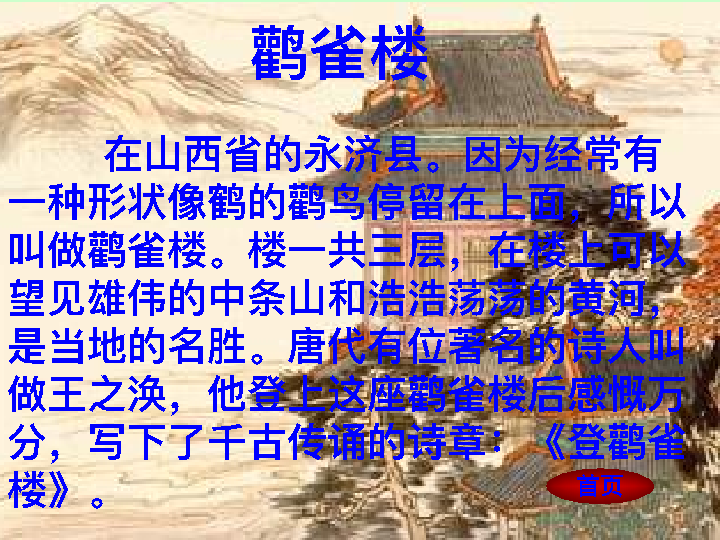 鹳雀楼
在山西省的永济县。因为经常有
一种形状像鹤的鹳鸟停留在上面，所以
叫做鹳雀楼。楼一共三层，在楼上可以
望见雄伟的中条山和浩浩荡荡的黄河，
是当地的名胜。唐代有位著名的诗人叫
做王之涣，他登上这座鹳雀楼后感慨万
分，写下了千古传诵的诗章：《登鹳雀
楼》。
首页